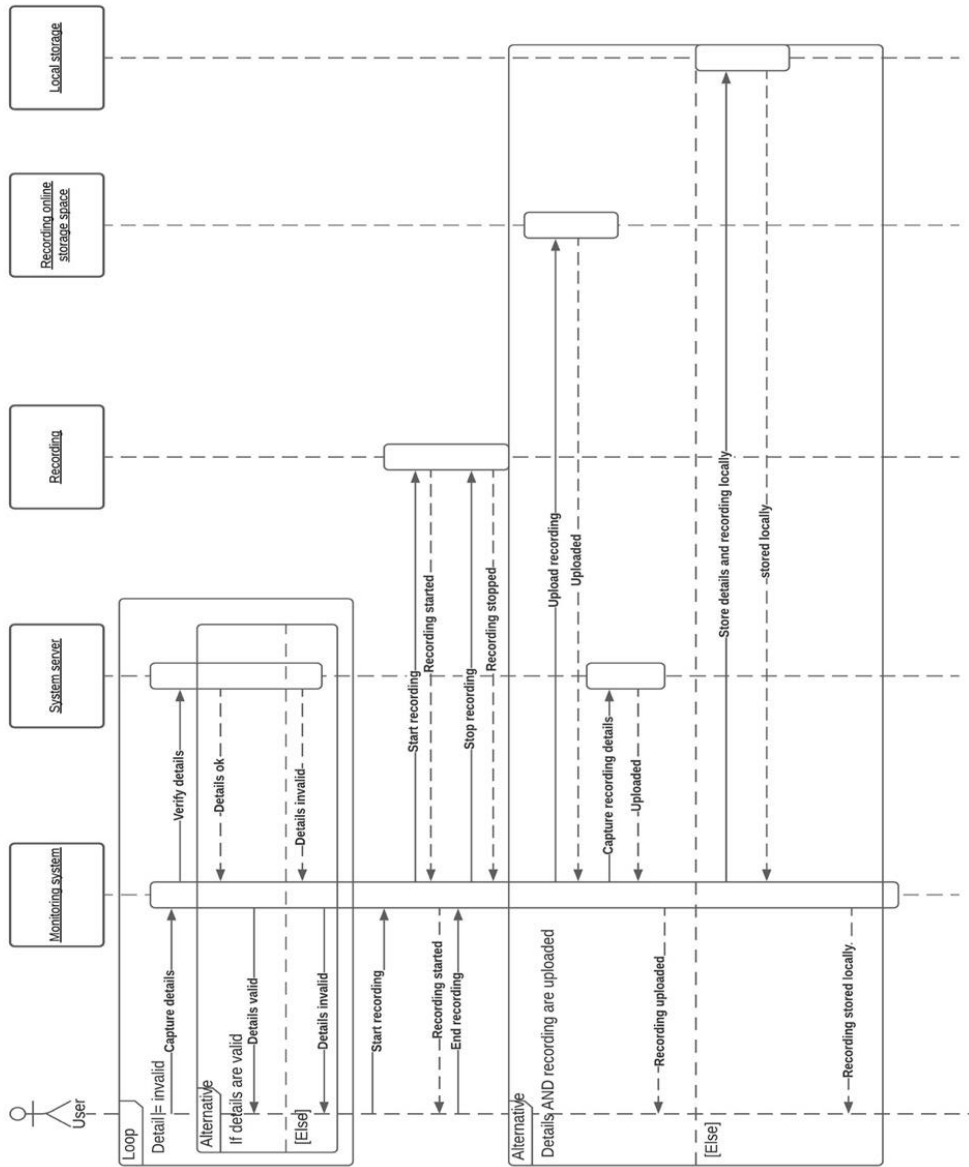 User
Monitoring system
System server
Recording
Recording online
storage space
Local storage
Loop
Detail = invalid
Capture details
Verify details
Alternative
If details are valid
Details ok
Details valid
[Else]
Details invalid
Details invalid
Start recording
Start recording
Recording started
Recording started
End recording
Stop recording
Recording stopped
Alternative
Details AND recording are uploaded
Upload recording
Uploaded
Capture recording details
Uploaded
Recording uploaded
[Else]
Store details and recording locally
stored locally
Recording stored locally